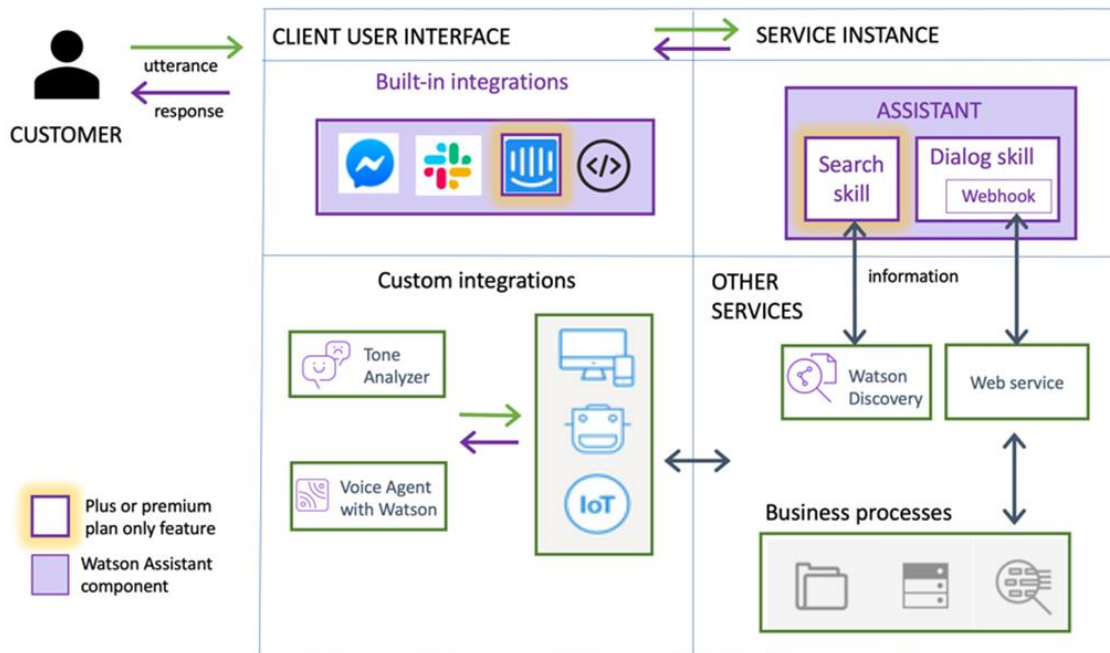 CUSTOMER
utterance
response
CLIENT USER INTERFACE
SERVICE INSTANCE
Built-in integrations
</>
ASSISTANT
Search
skill
Dialog skill
Webhook
information
Custom integrations
Tone
Analyzer
Voice Agent
with Watson
IoT
OTHER
SERVICES
Watson
Discovery
Web service
Business processes
Plus or premium
plan only feature
Watson Assistant
component